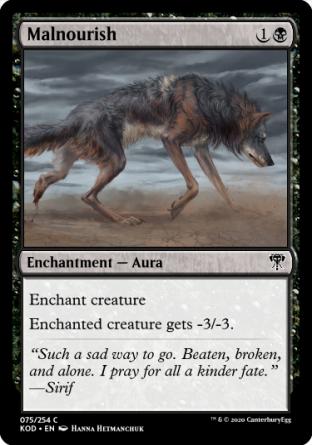 Malnourish 1
Enchantment — Aura
Enchant creature
Enchanted creature gets -3/-3.
“Such a sad way to go. Beaten, broken,
and alone. I pray for all a kinder fate.”
—Sirif
075/254 C
KOD • EN Hanna Hetmanchuk
™ & © 2020 CanterburyEgg